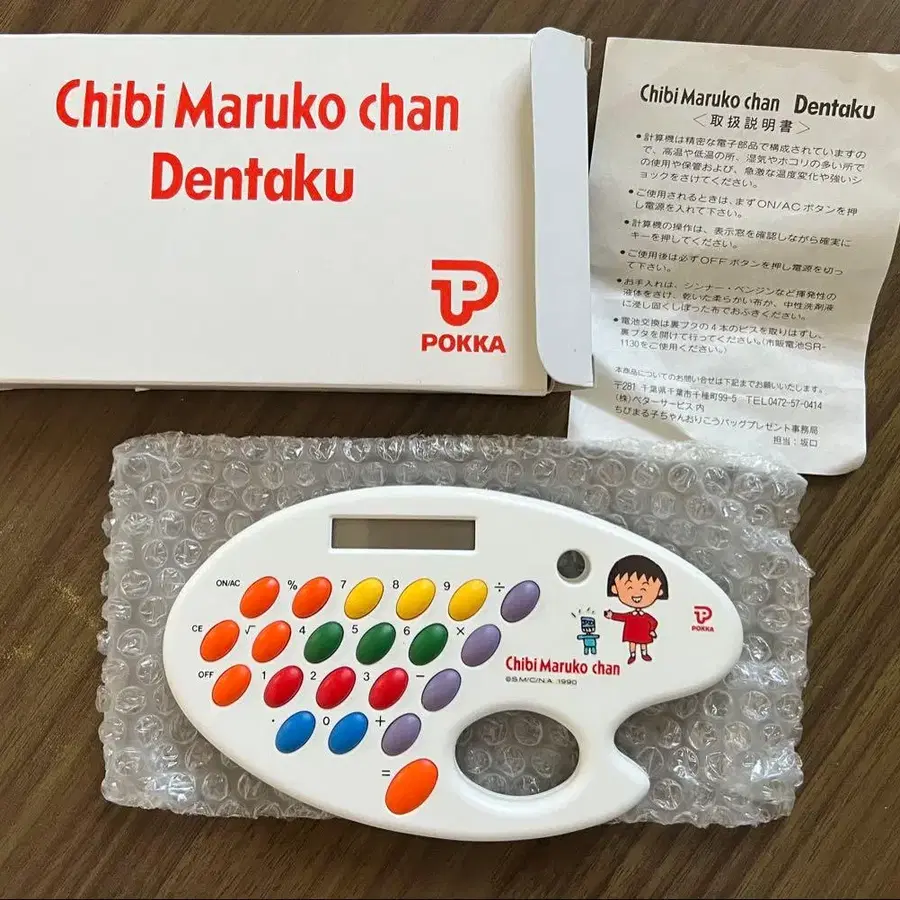 Chibi Maruko chan
Dentaku
POKKA
Chibi Maruko chan Dentaku
＜取扱説明書＞
●計算機は精密な電子部品で構成されていますの
で、高温や低温の所、湿気やホコリの多い所で
の使用や保管および、急激な温度変化や強いシ
ョックをさけてください。
●ご使用されるときは、まずON/ACボタンを押
し電源を入れて下さい。
●計算機の操作は、表示窓を確認しながら確実に
キーを押してください。
●ご使用後は必ずOFFボタンを押し電源を切っ
て下さい。
●お手入れは、シンナー・ベンジンなど揮発性の
液体をさけ、乾いた柔らかい布か、中性洗剤液
に浸し固くしぼった布でおふきください。
●電池交換は裏ブタの4本のビスを取りはずし、
裏ブタを開けて行ってください。(市販電池SR-
1130をご使用ください。)
本商品についてのお問い合せは下記までお願いいたします。
〒281 千葉県千葉市千種町99-5 TEL0472-57-0414
(株)ベターサービス内
ちびまる子ちゃんおりこうバッグプレゼント事務局
担当：坂口
ON/AC % 7 8 9 ÷
CE √ 4 5 6 ×
OFF 1 2 3 −
· 0 +
=
Chibi Maruko chan
©S.M/C/N.A 1990
POKKA